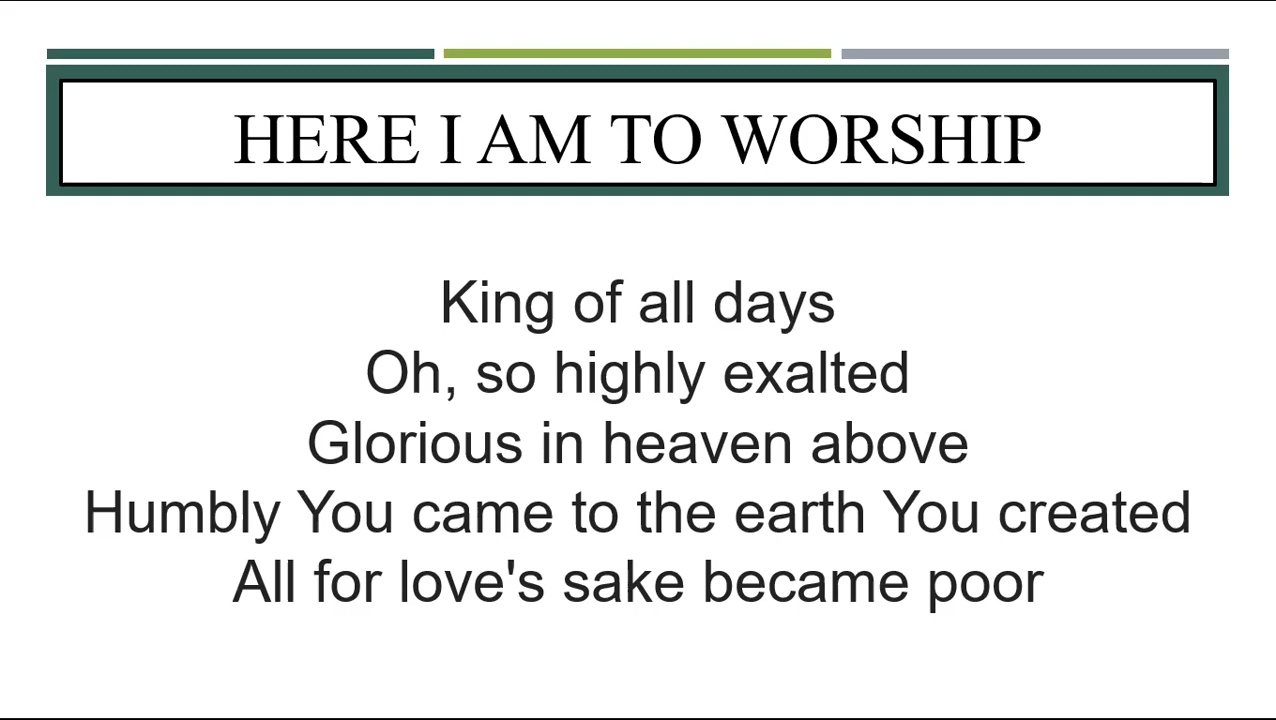 HERE I AM TO WORSHIP
King of all days
Oh, so highly exalted
Glorious in heaven above
Humbly You came to the earth You created
All for love's sake became poor